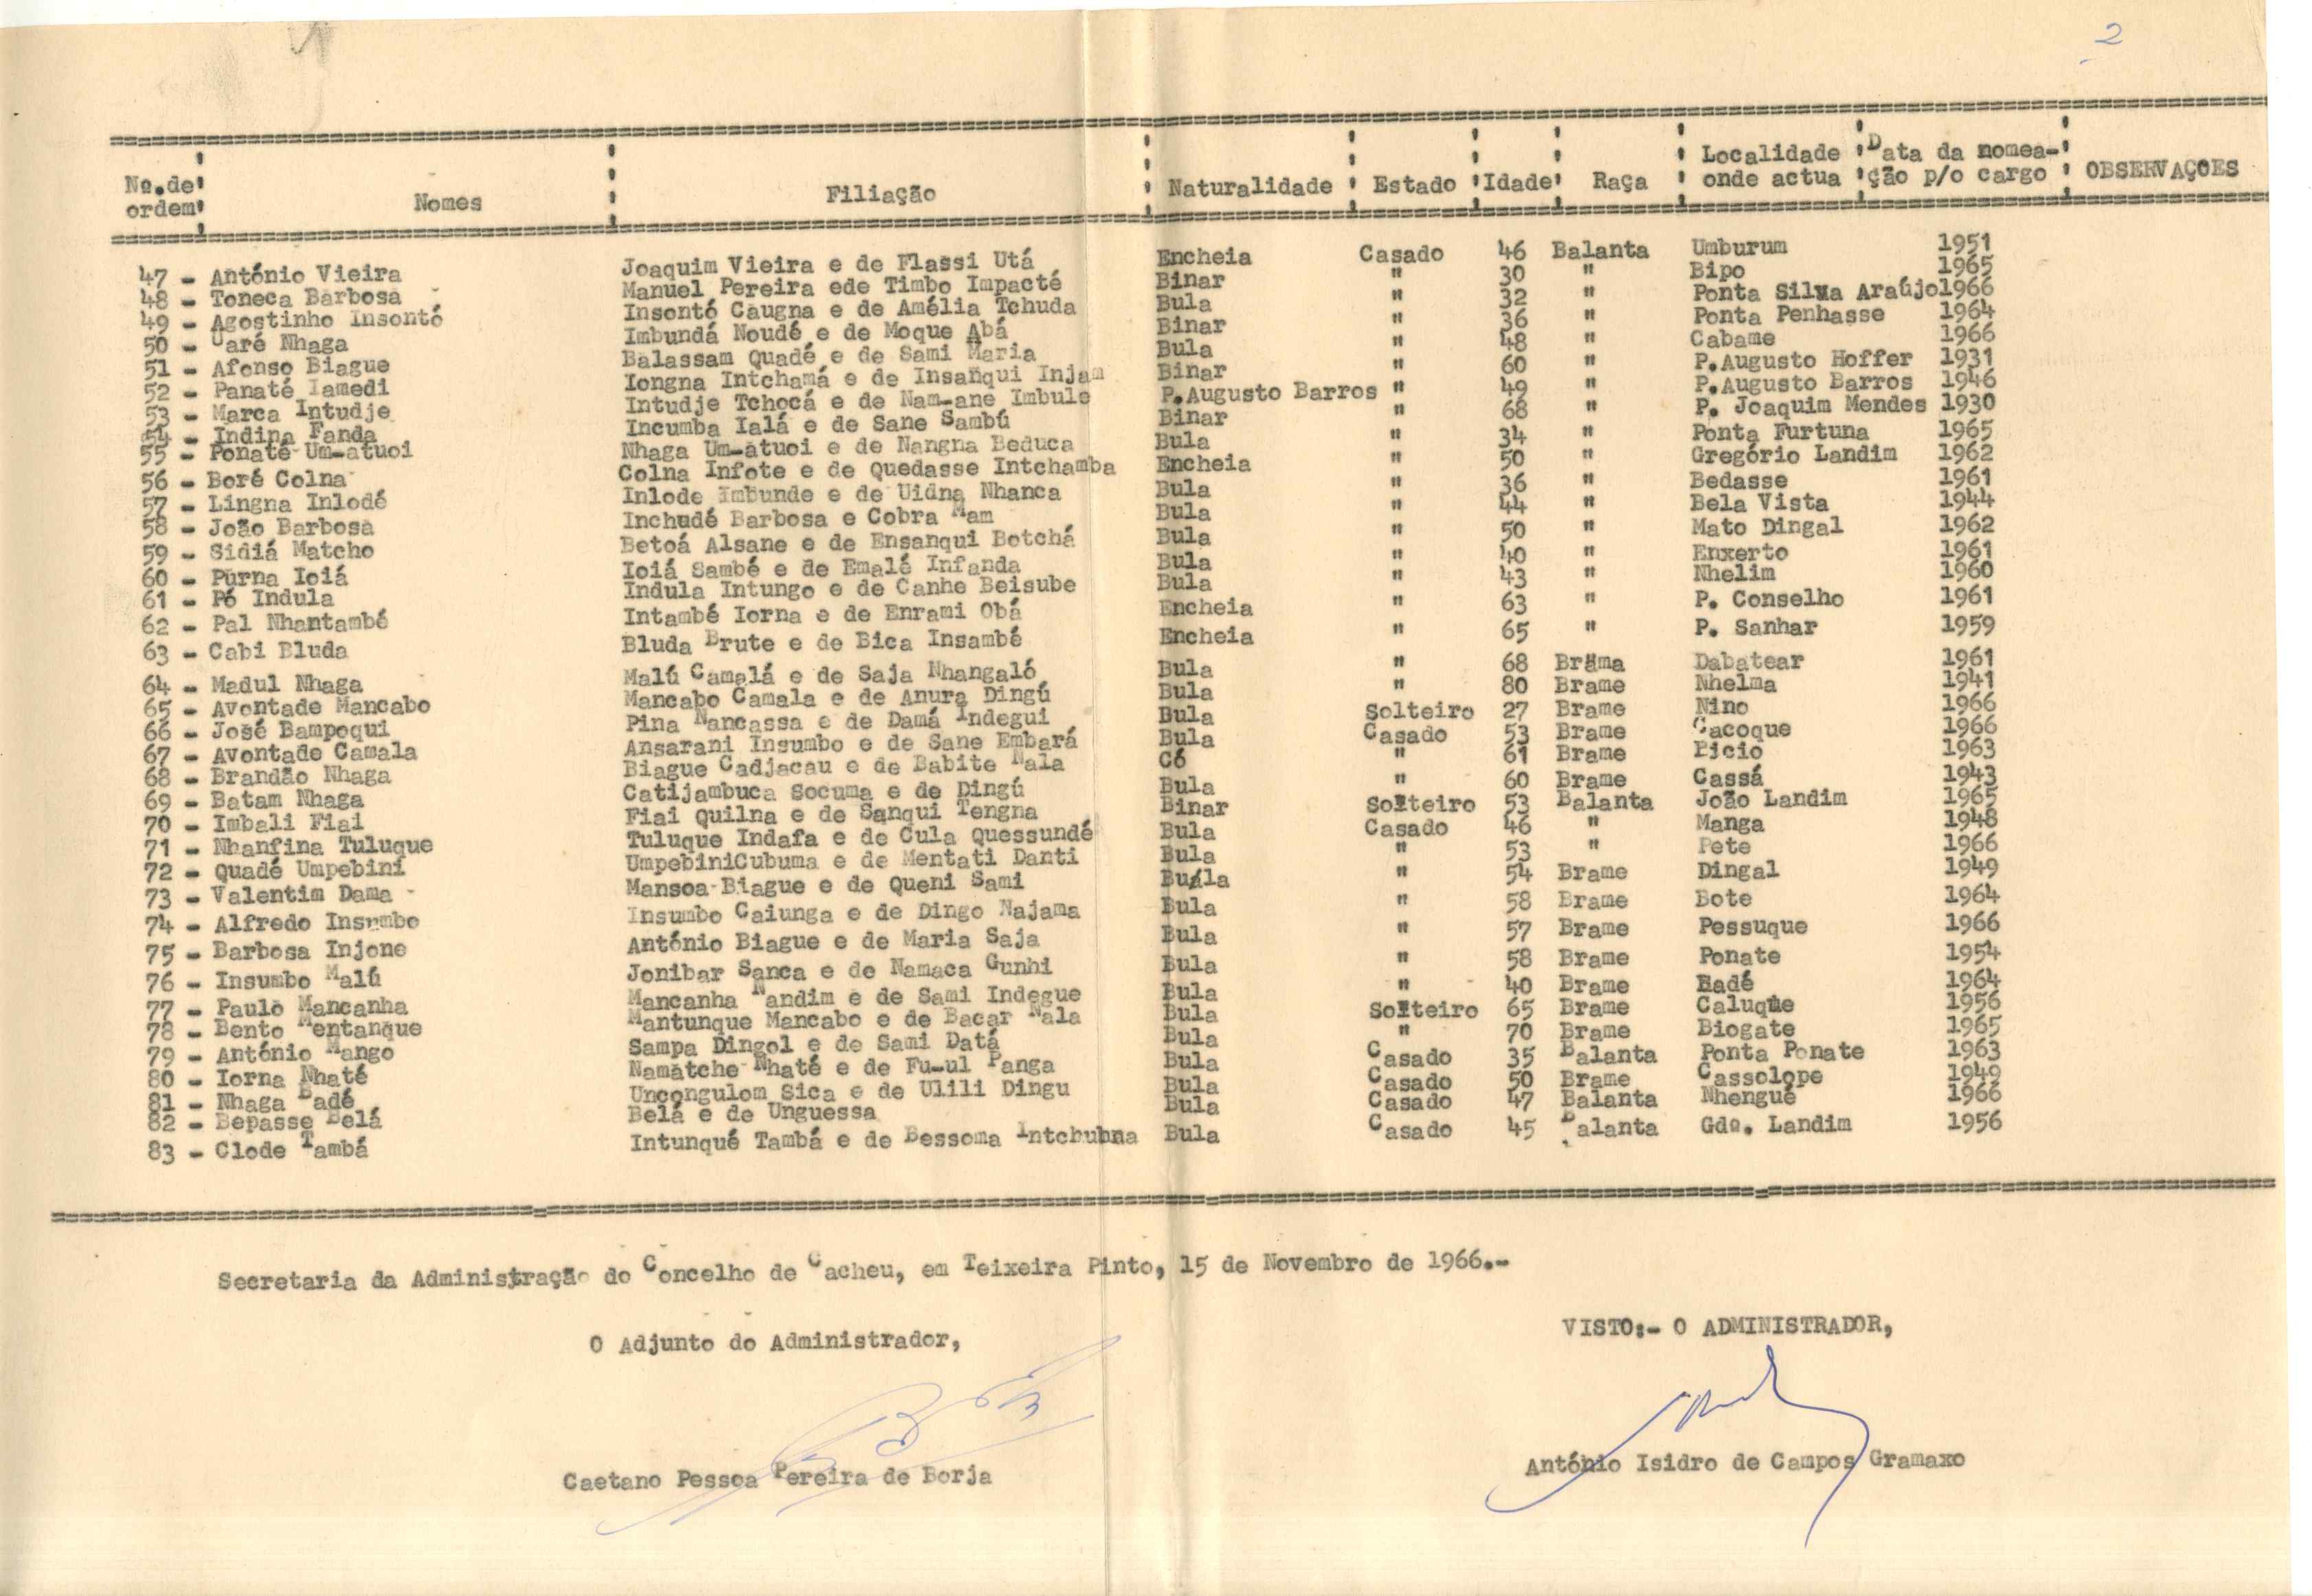 2
No.de ordem Nomes Filiação Naturalidade Estado Idade Raça Localidade onde actua Data da nomeação p/o cargo OBSERVAÇOES
47 - António Vieira Joaquim Vieira e de Flassi Utá Encheia Casado 46 Balanta Umburum 1951
48 - Toneca Barbosa Manuel Pereira ede Timbo Impacté Binar " 30 " Bipo 1965
49 - Agostinho Insontó Insontó Caugna e de Amélia Tchuda Bula " 32 " Ponta Silva Araújo 1966
50 - Caré Nhaga Imbundá Noudé e de Moque Abá Binar " 36 " Ponta Penhasse 1964
51 - Afonso Biague Balassam Quadé e de Sami Maria Bula " 48 " Cabame 1966
52 - Panaté Iamedi Iongna Intchamá e de Insanqui Injam Binar " 60 " P.Augusto Hoffer 1931
53 - Marca Intudje Intudje Tchocá e de Nam-ane Imbule P.Augusto Barros " 49 " P.Augusto Barros 1946
54 - Indina Fanda Incumba Ialá e de Sane Sambú Binar " 68 " P. Joaquim Mendes 1930
55 - Ponaté Um-atuoi Nhaga Um-atuoi e de Nangna Beduca Bula " 34 " Ponta Furtuna 1965
56 - Boré Colna Colna Infote e de Quedasse Intchamba Encheia " 50 " Gregório Landim 1962
57 - Lingna Inlodé Inlode Imbunde e de Uidna Nhanca Bula " 36 " Bedasse 1961
58 - João Barbosa Inchudé Barbosa e Cobra Mam Bula " 44 " Bela Vista 1944
59 - Sidiá Matcho Betoá Alsane e de Ensanqui Botchá Bula " 50 " Mato Dingal 1962
60 - Purna Ioiá Ioiá Sambé e de Emalé Infanda Bula " 40 " Enxerto 1961
61 - Pó Indula Indula Intungo e de Canhe Beisube Bula " 43 " Nhelim 1960
62 - Pal Nhantambé Intambé Iorna e de Enrami Obá Encheia " 63 " P. Conselho 1961
63 - Cabi Bluda Bluda Brute e de Bica Insambé Encheia " 65 " P. Sanhar 1959
64 - Madul Nhaga Malú Camalá e de Saja Nhangaló Bula " 68 Brama Dabatear 1961
65 - Avontade Mancabo Mancabo Camala e de Anura Dingú Bula " 80 Brame Nhelma 1941
66 - José Bampoqui Pina Nancassa e de Damá Indegui Bula Solteiro 27 Brame Nino 1966
67 - Avontade Camala Ansarani Insumbo e de Sane Embará Bula Casado 53 Brame Cacoque 1966
68 - Brandão Nhaga Biague Cadjacau e de Babite Nala Có " 61 Brame Picio 1963
69 - Batam Nhaga Catijambuca Socuma e de Dingú Bula " 60 Brame Cassá 1943
70 - Imbali Fiai Fiai Quilna e de Sanqui Tengna Binar Solteiro 53 Balanta João Landim 1965
71 - Nhanfina Tuluque Tuluque Indafa e de Cula Quessundé Bula Casado 46 " Manga 1948
72 - Quadé Umpebini UmpebiniCubuma e de Mentati Danti Bula " 53 " Pete 1966
73 - Valentim Dama Mansoa Biague e de Queni Sami Bula " 54 Brame Dingal 1949
74 - Alfredo Insumbo Insumbo Caiunga e de Dingo Najama Bula " 58 Brame Bote 1964
75 - Barbosa Injone António Biague e de Maria Saja Bula " 57 Brame Pessuque 1966
76 - Insumbo Malú Jonibar Sanca e de Namaca Gunhi Bula " 58 Brame Ponate 1954
77 - Paulo Mancanha Mancanha Nandim e de Sami Indegue Bula " 40 Brame Badé 1964
78 - Bento Mentanque Mantunque Mancabo e de Bacar Nala Bula Solteiro 65 Brame Caluque 1956
79 - António Mango Sampa Dingol e de Sami Datá Bula " 70 Brame Biogate 1965
80 - Iorna Nhaté Namatche Nhaté e de Fu-ul Panga Bula Casado 35 Balanta Ponta Ponate 1963
81 - Nhaga Badé Uncongulom Sica e de Ulili Dingu Bula Casado 50 Brame Cassolope 1949
82 - Bepasse Belá Belá e de Unguessa Bula Casado 47 Balanta Nhengué 1966
83 - Clode Tambá Intunqué Tambá e de Bessoma Intchubna Bula Casado 45 Balanta Gdo. Landim 1956
Secretaria da Administração do Concelho de Cacheu, em Teixeira Pinto, 15 de Novembro de 1966.-
O Adjunto do Administrador,
VISTO:- O ADMINISTRADOR,
Caetano Pessoa Pereira de Borja
António Isidro de Campos Gramaxo